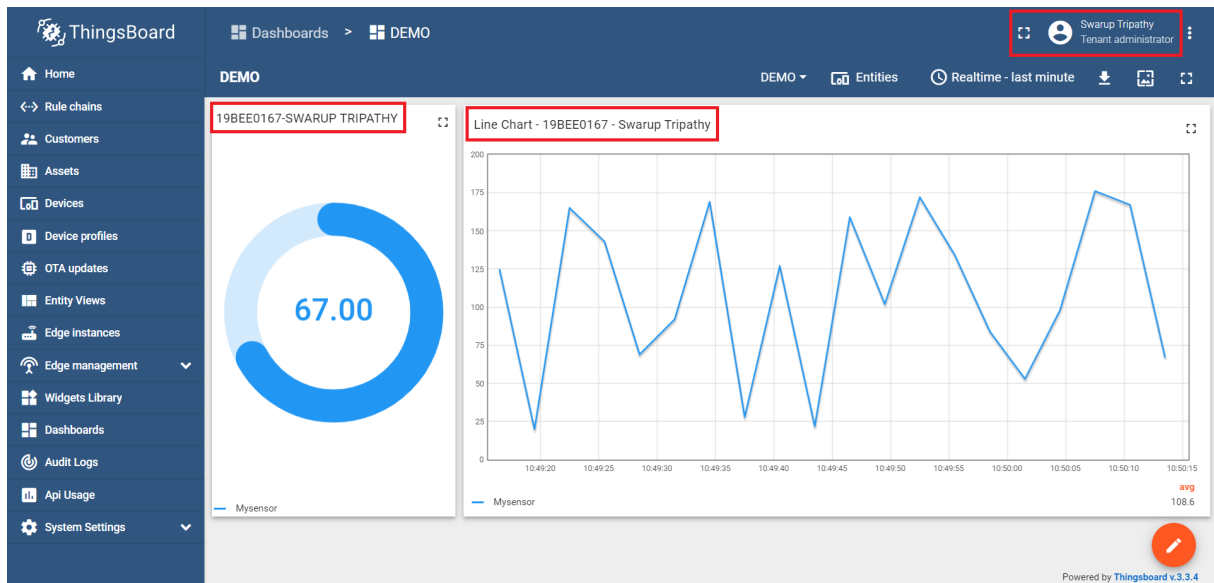 ThingsBoard
Dashboards > DEMO
Swarup Tripathy
Tenant administrator
Home
Rule chains
Customers
Assets
Devices
Device profiles
OTA updates
Entity Views
Edge instances
Edge management
Widgets Library
Dashboards
Audit Logs
Api Usage
System Settings
DEMO
DEMO
Entities
Realtime - last minute
19BEE0167-SWARUP TRIPATHY
67.00
Mysensor
Line Chart - 19BEE0167 - Swarup Tripathy
200
175
150
125
100
75
50
25
0
10:49:20 10:49:25 10:49:30 10:49:35 10:49:40 10:49:45 10:49:50 10:49:55 10:50:00 10:50:05 10:50:10 10:50:15
avg
Mysensor 108.6
Powered by Thingsboard v.3.3.4